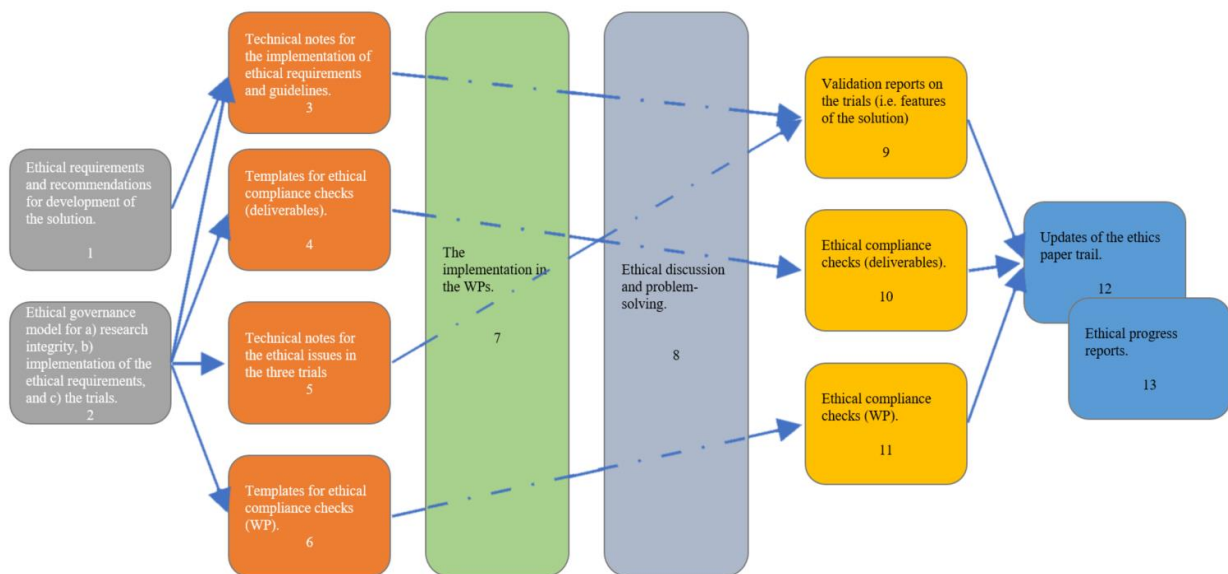 Ethical requirements
and recommendations
for development of
the solution.
1
Ethical governance
model for a) research
integrity, b)
implementation of the
ethical requirements,
and c) the trials.
2
Technical notes for
the implementation of
ethical requirements
and guidelines.
3
Templates for ethical
compliance checks
(deliverables).
4
Technical notes for
the ethical issues in
the three trials
5
Templates for ethical
compliance checks
(WP).
6
The
implementation in
the WPs.
7
Ethical discussion
and problem-
solving.
8
Validation reports on
the trials (i.e. features
of the solution)
9
Ethical compliance
checks (deliverables).
10
Ethical compliance
checks (WP).
11
Updates of the ethics
paper trail.
12
Ethical progress
reports.
13